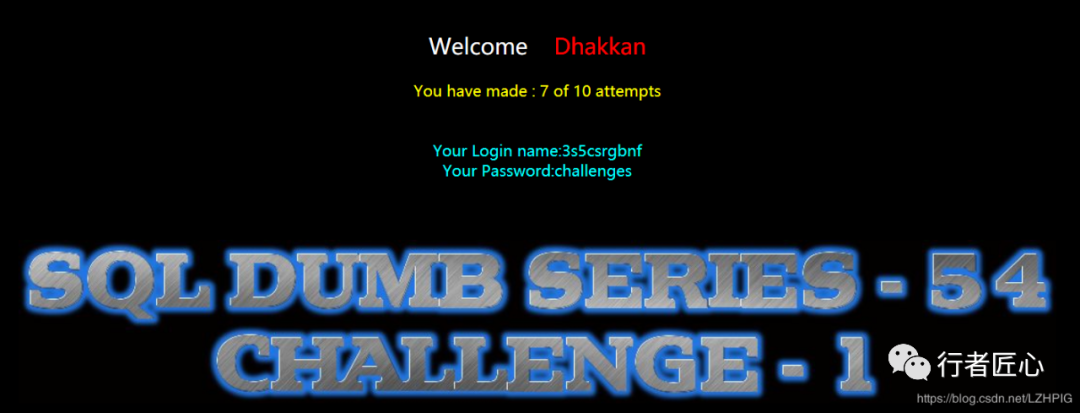 Welcome Dhakkan
You have made : 7 of 10 attempts
Your Login name:3s5csrgbnf
Your Password:challenges
SQL DUMB SERIES - 54
CHALLENGE - 1
行者匠心
https://blog.csdn.net/LZHPIG